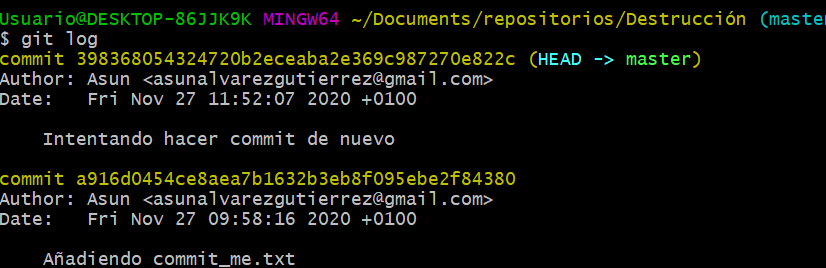 Usuario@DESKTOP-86JJK9K MINGW64 ~/Documents/repositorios/Destrucción (master
$ git log
commit 398368054324720b2eceaba2e369c987270e822c (HEAD -> master)
Author: Asun <asunalvarezgutierrez@gmail.com>
Date:   Fri Nov 27 11:52:07 2020 +0100
Intentando hacer commit de nuevo
commit a916d0454ce8aea7b1632b3eb8f095ebe2f84380
Author: Asun <asunalvarezgutierrez@gmail.com>
Date:   Fri Nov 27 09:58:16 2020 +0100
Añadiendo commit_me.txt